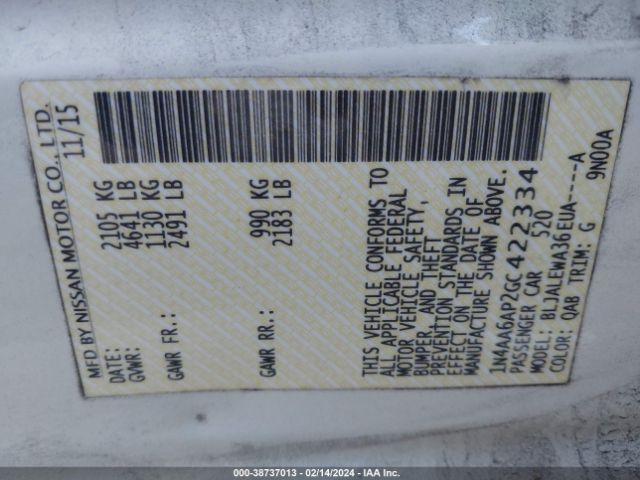 MFD BY NISSAN MOTOR CO., LTD.
DATE: 11/15
GVWR: 2105 KG
4641 LB
GAWR FR.: 1130 KG
2491 LB
GAWR RR.: 990 KG
2183 LB
THIS VEHICLE CONFORMS TO
ALL APPLICABLE FEDERAL
MOTOR VEHICLE SAFETY,
BUMPER, AND THEFT
PREVENTION STANDARDS IN
EFFECT ON THE DATE OF
MANUFACTURE SHOWN ABOVE.
1N4AA6AP2GC422334
PASSENGER CAR 520
MODEL: BLJALEWA36EUA----A
COLOR: QAB TRIM: G 9N00A
000-38737013 - 02/14/2024 - IAA Inc.